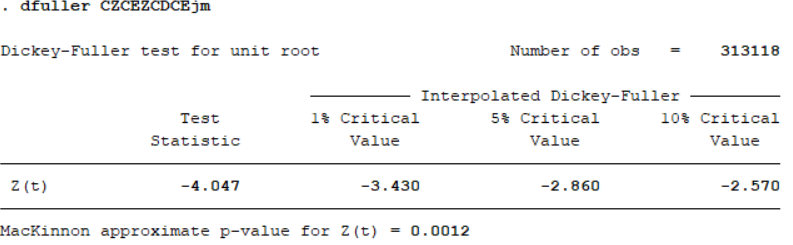 . dfuller CZCEZCDCEjm
Dickey-Fuller test for unit root Number of obs = 313118
Interpolated Dickey-Fuller
Test 1% Critical 5% Critical 10% Critical
Statistic Value Value Value
Z(t) -4.047 -3.430 -2.860 -2.570
MacKinnon approximate p-value for Z(t) = 0.0012